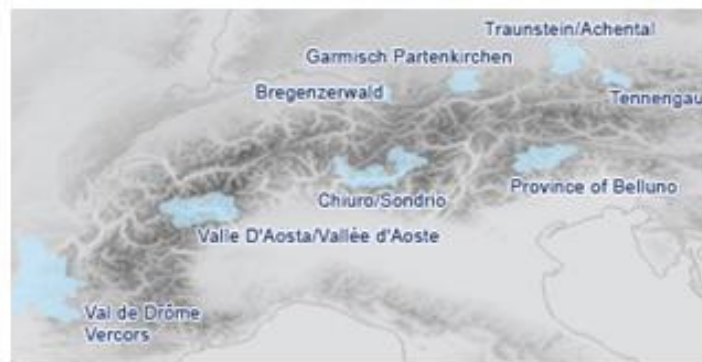 Traunstein/Achental
Garmisch Partenkirchen
Bregenzerwald
Tennengau
Chiuro/Sondrio
Province of Belluno
Valle D'Aosta/Vallée d'Aoste
Val de Drôme
Vercors